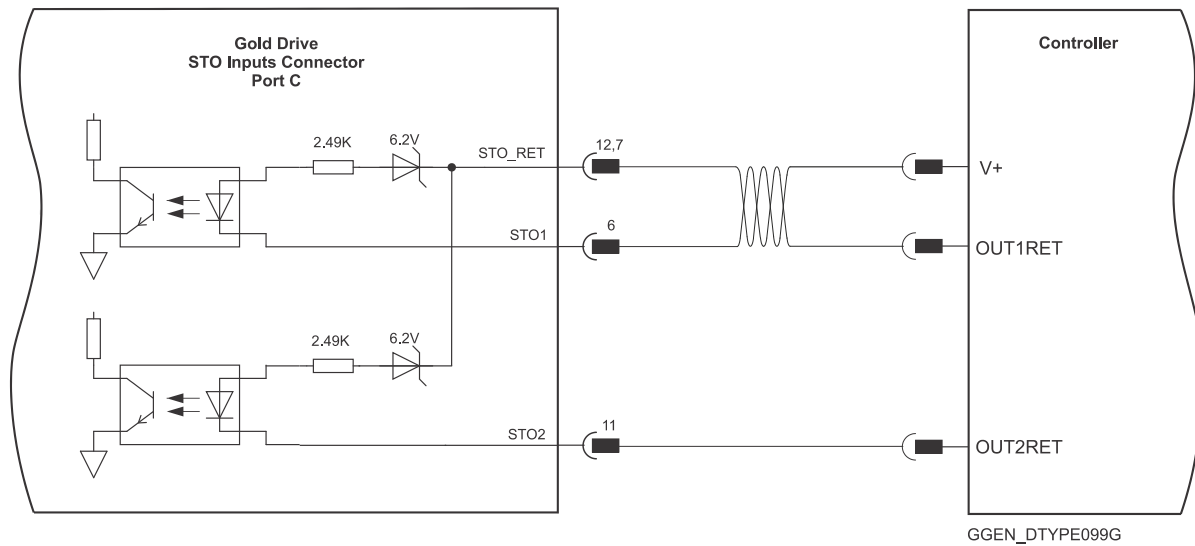 Gold Drive
STO Inputs Connector
Port C
Controller
2.49K
6.2V
STO_RET
12,7
V+
STO1
6
OUT1RET
2.49K
6.2V
STO2
11
OUT2RET
GGEN_DTYPE099G